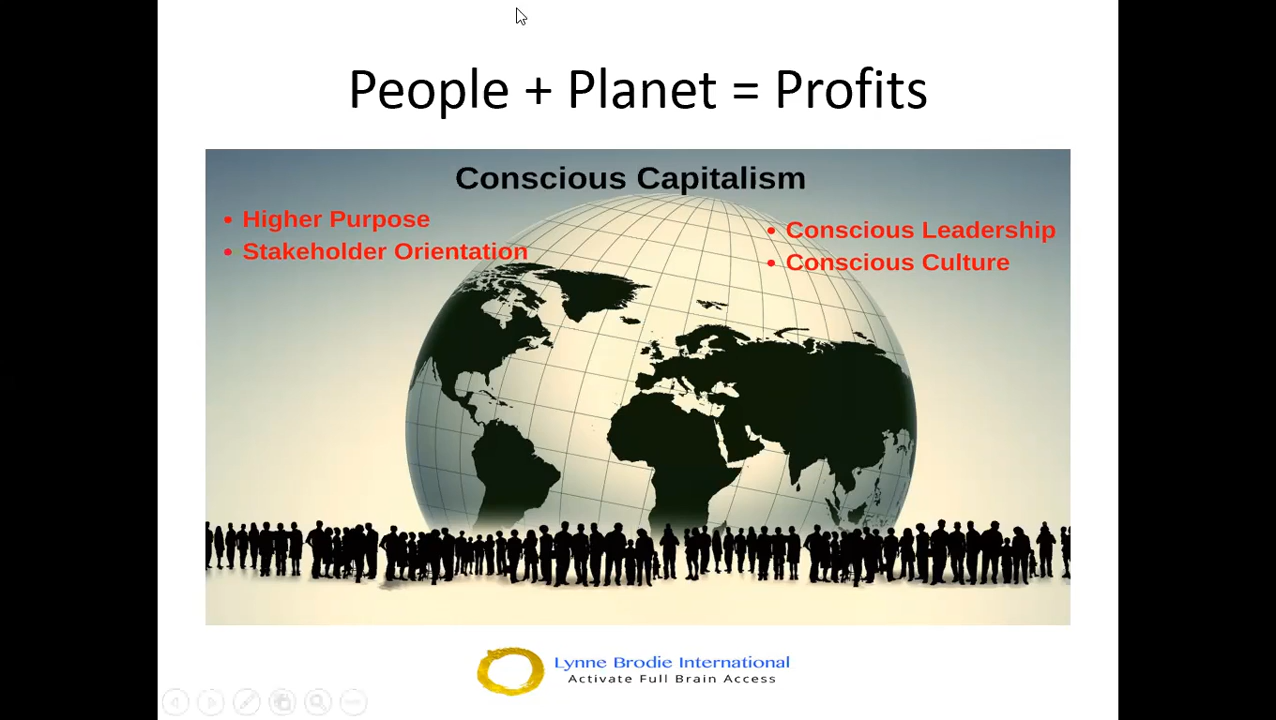 People + Planet = Profits
Conscious Capitalism
• Higher Purpose
• Stakeholder Orientation
• Conscious Leadership
• Conscious Culture
Lynne Brodie International
Activate Full Brain Access